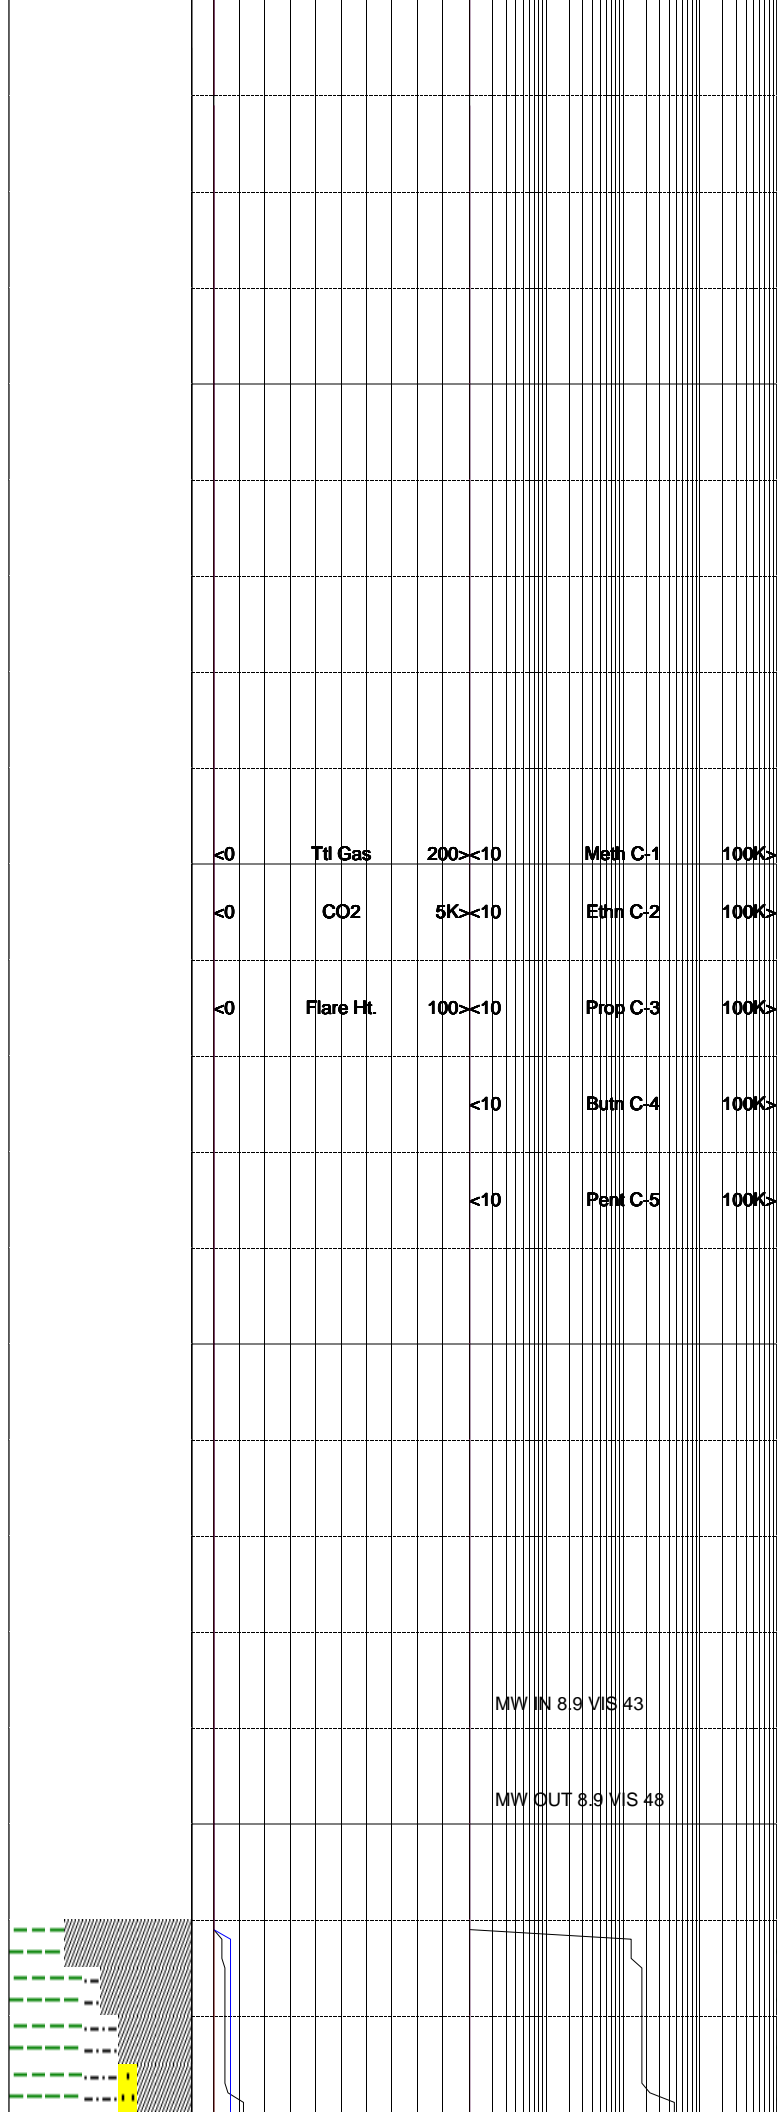 <0 Ttl Gas 200><10 Meth C-1 100K>
<0 CO2 5K><10 Ethn C-2 100K>
<0 Flare Ht. 100><10 Prop C-3 100K>
<10 Butn C-4 100K>
<10 Pent C-5 100K>
MW IN 8.9 VIS 43
MW OUT 8.9 VIS 48